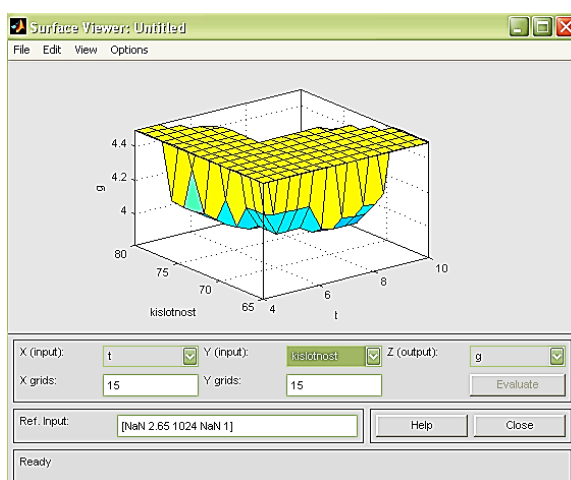 Surface Viewer: Untitled
File Edit View Options
4.4
4.2
4
g
80
75
70
65
kislotnost
4
6
8
10
t
X (input): t Y (input): kislotnost Z (output): g
X grids: 15 Y grids: 15 Evaluate
Ref. Input: [NaN 2.65 1024 NaN 1] Help Close
Ready